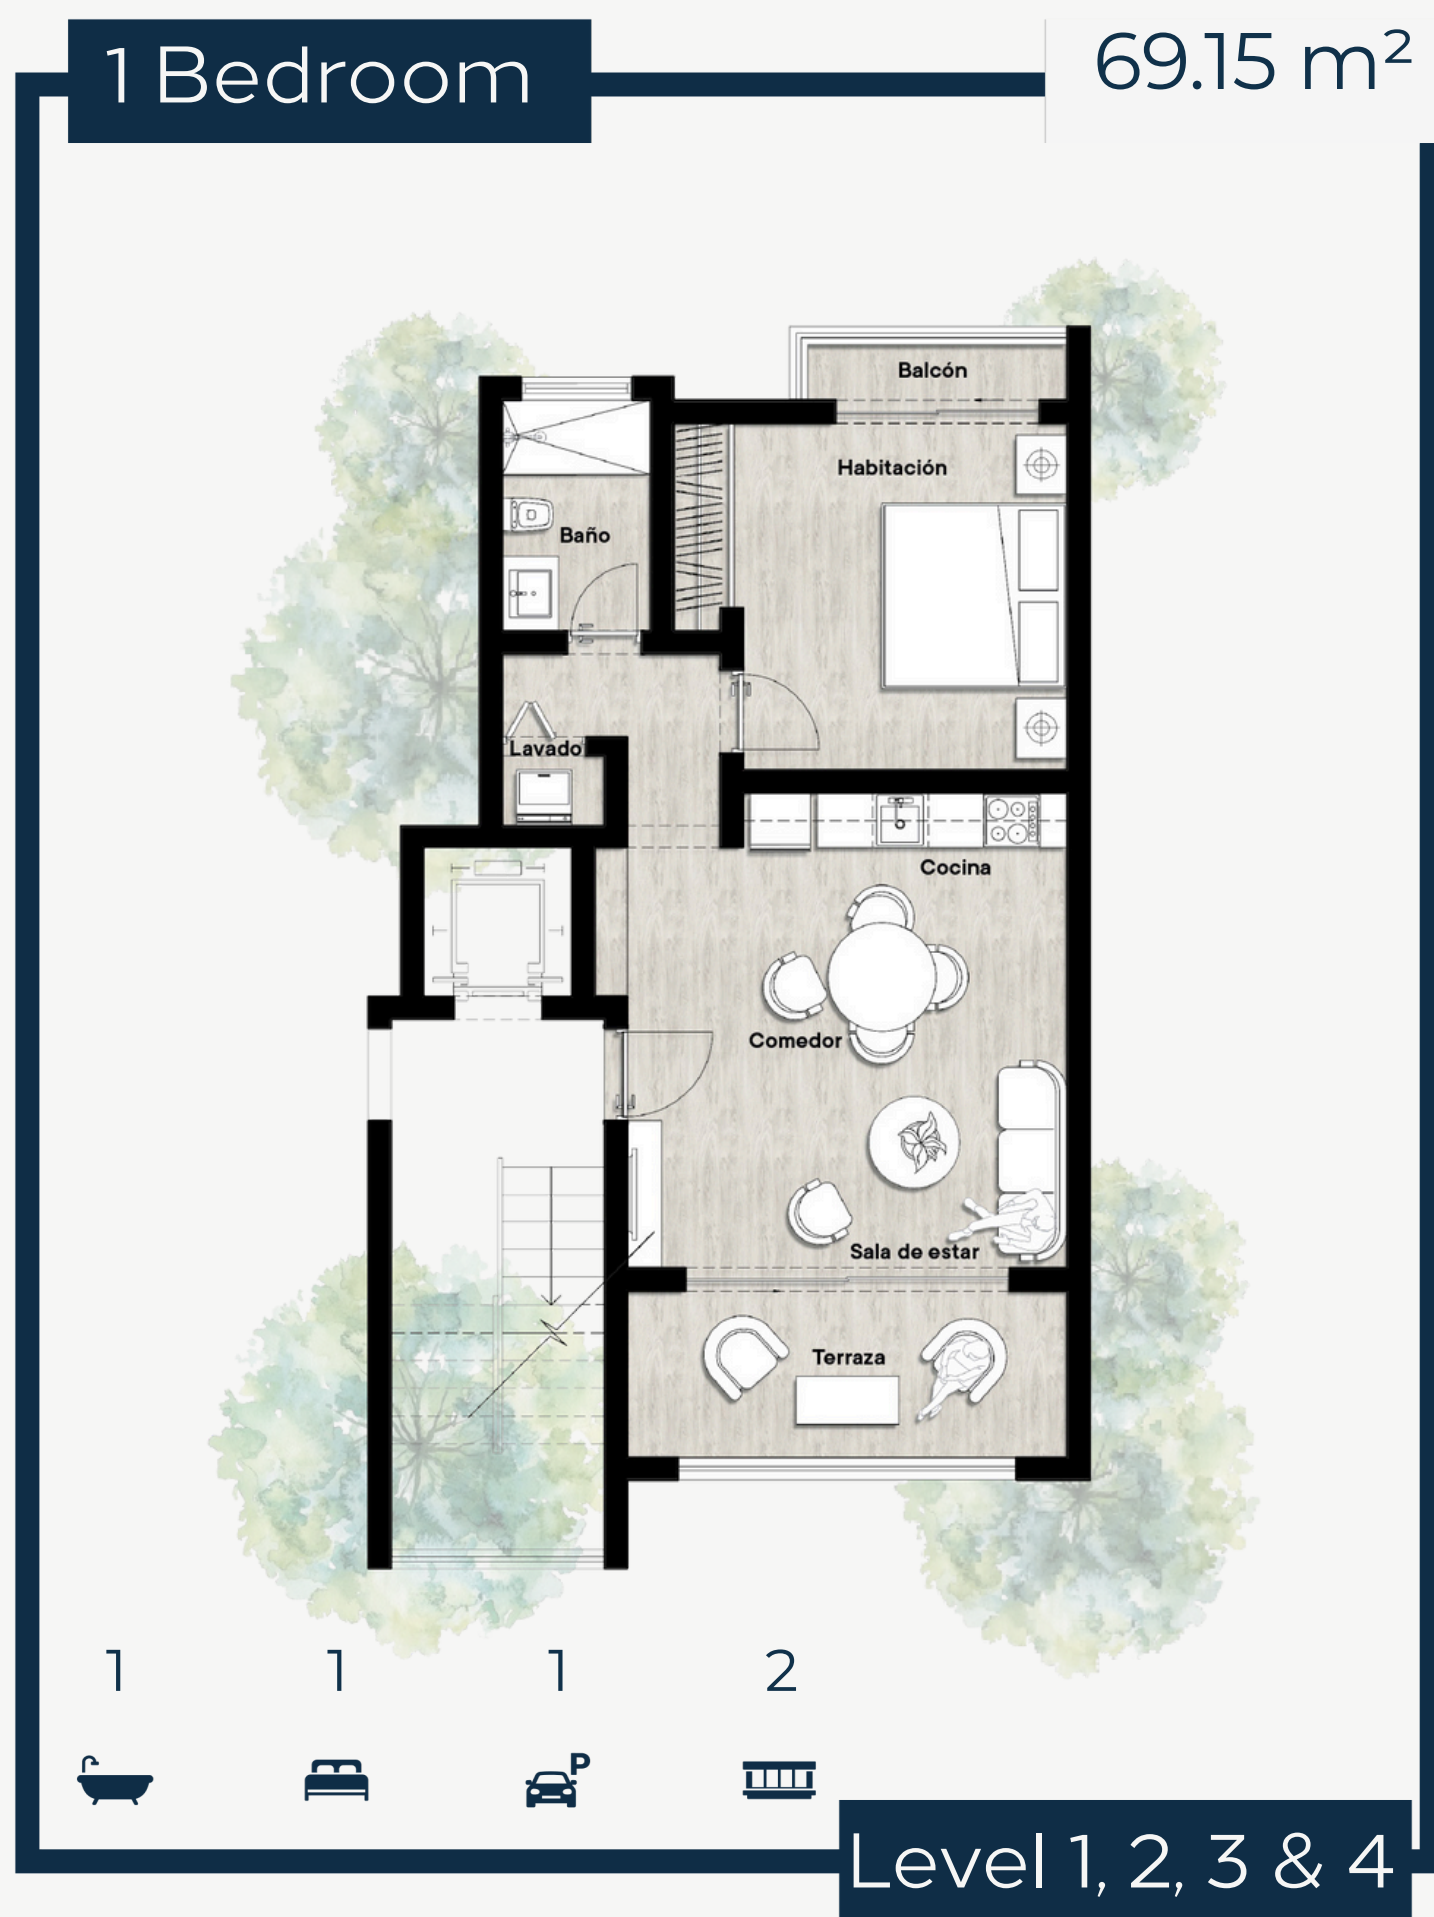 1 Bedroom
69.15 m²
Balcón
Habitación
Baño
Lavado
Cocina
Comedor
Sala de estar
Terraza
1
1
1
2
P
Level 1, 2, 3 & 4